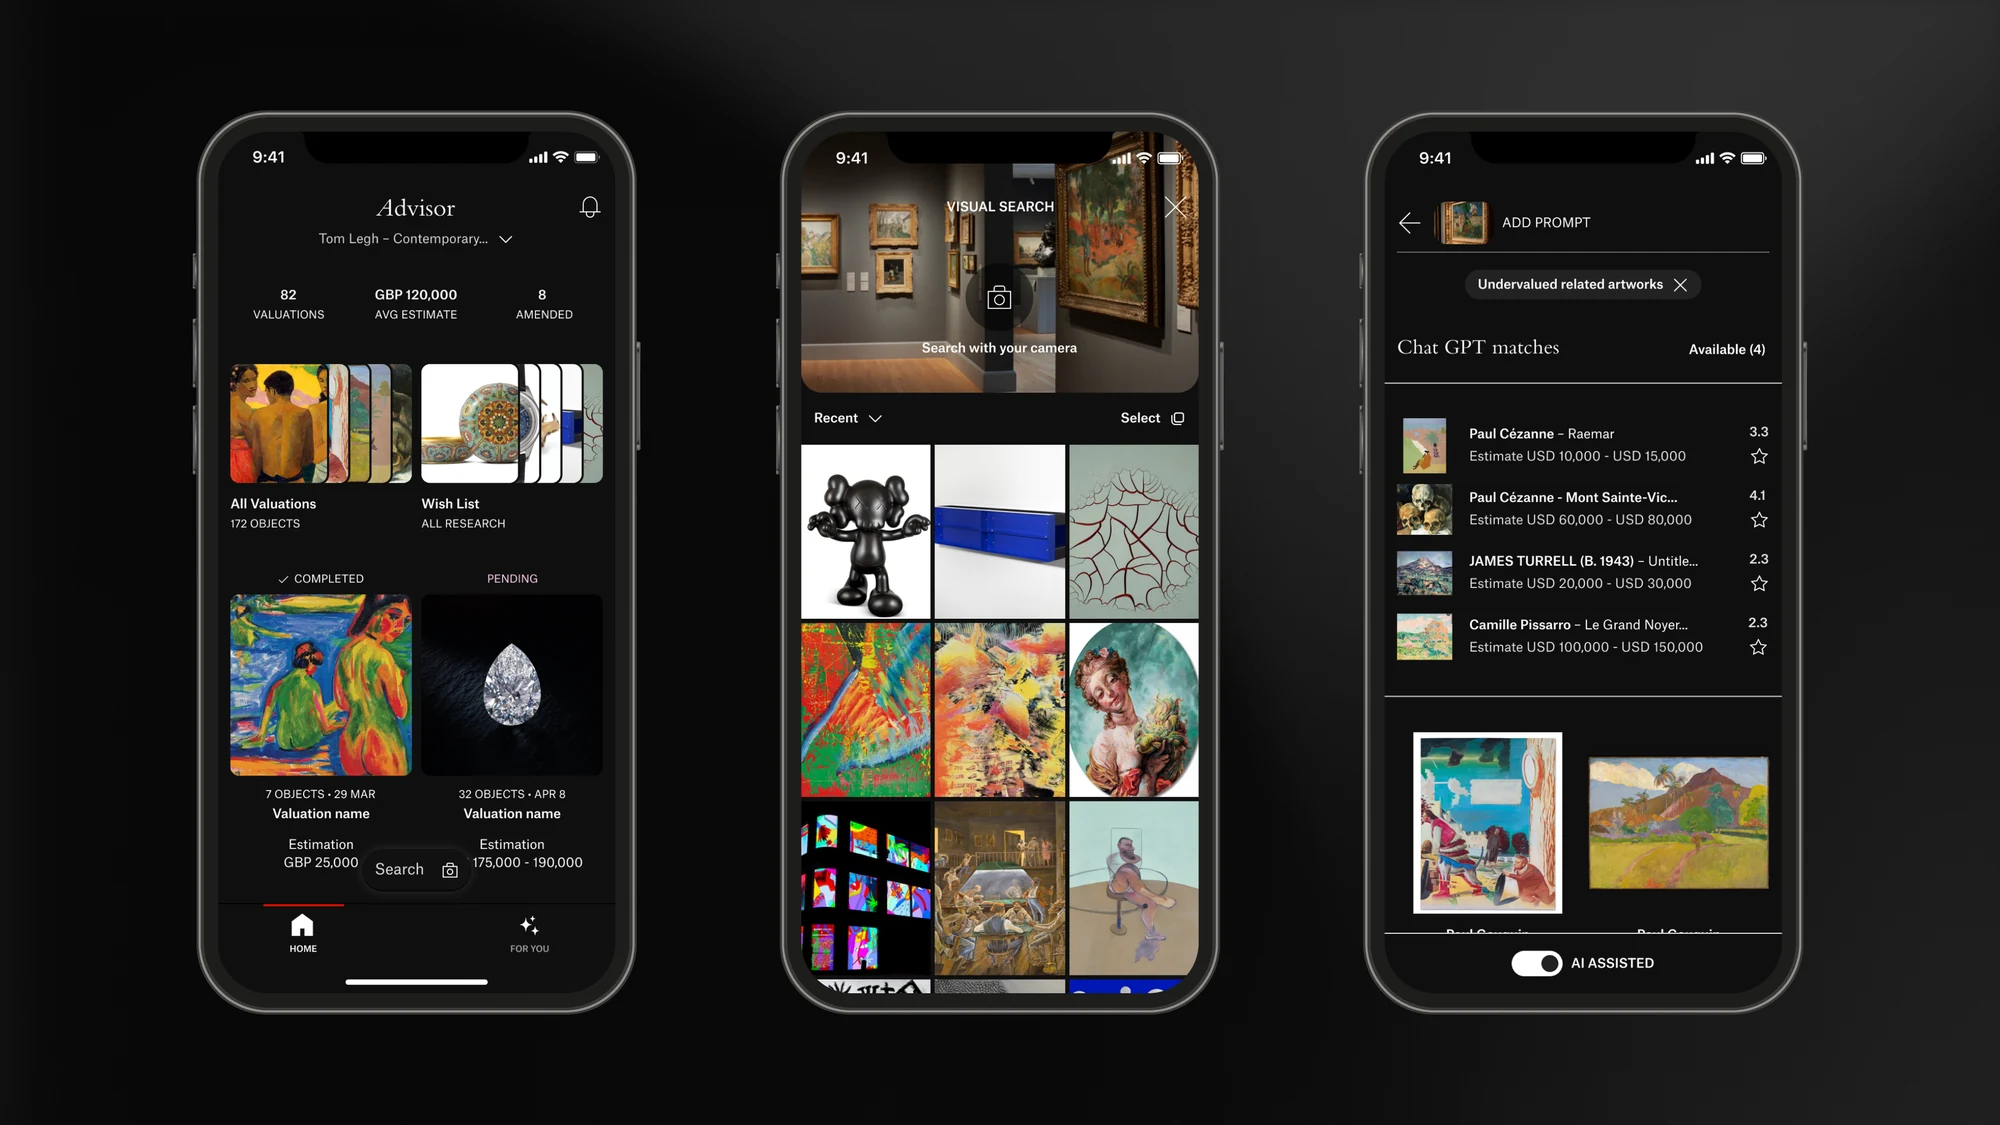 9:41
Advisor
Tom Legh – Contemporary...
82
VALUATIONS
GBP 120,000
AVG ESTIMATE
8
AMENDED
All Valuations
172 OBJECTS
Wish List
ALL RESEARCH
COMPLETED
PENDING
7 OBJECTS • 29 MAR
Valuation name
Estimation
GBP 25,000
32 OBJECTS • APR 8
Valuation name
Estimation
175,000 - 190,000
Search
HOME
FOR YOU
9:41
VISUAL SEARCH
Search with your camera
Recent
Select
9:41
ADD PROMPT
Undervalued related artworks
Chat GPT matches
Available (4)
Paul Cézanne – Raemar
3.3
Estimate USD 10,000 - USD 15,000
Paul Cézanne - Mont Sainte-Vic...
4.1
Estimate USD 60,000 - USD 80,000
JAMES TURRELL (B. 1943) – Untitle...
2.3
Estimate USD 20,000 - USD 30,000
Camille Pissarro – Le Grand Noyer...
2.3
Estimate USD 100,000 - USD 150,000
Paul Gauguin
Paul Gauguin
AI ASSISTED